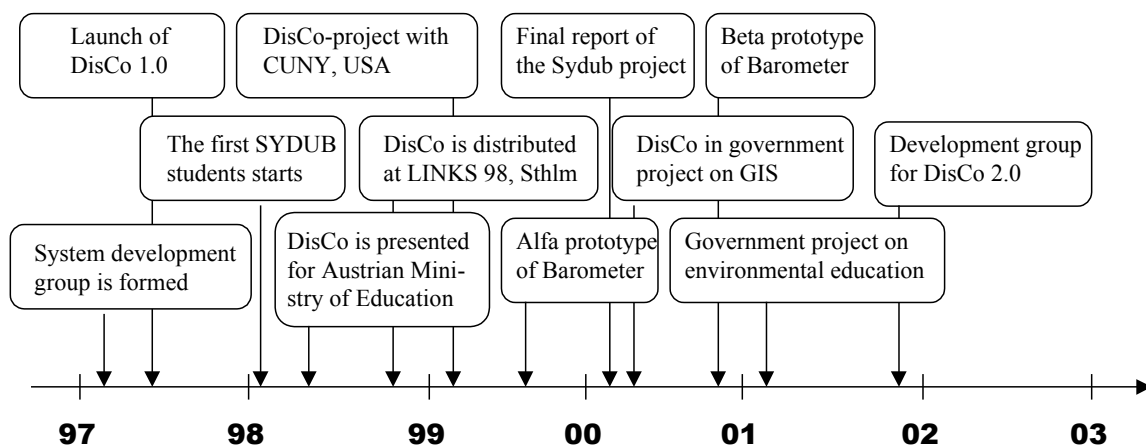 Launch of
DisCo 1.0
DisCo-project with
CUNY, USA
Final report of
the Sydub project
Beta prototype
of Barometer
The first SYDUB
students starts
DisCo is distributed
at LINKS 98, Sthlm
DisCo in government
project on GIS
Development group
for DisCo 2.0
System development
group is formed
DisCo is presented
for Austrian Mini-
stry of Education
Alfa prototype
of Barometer
Government project on
environmental education
97 98 99 00 01 02 03